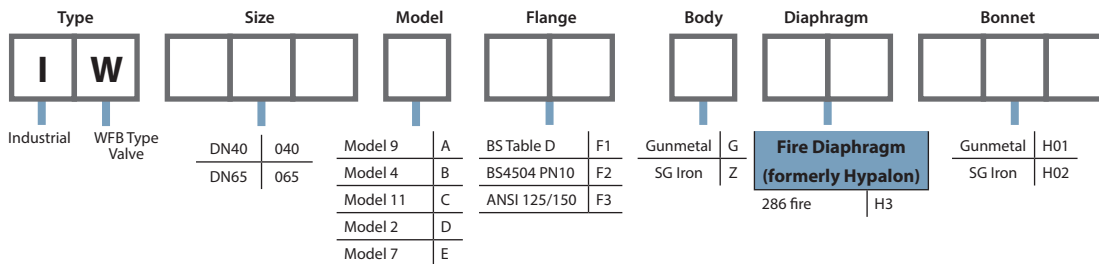 Type Size Model Flange Body Diaphragm Bonnet
I W
Industrial WFB Type
Valve
DN40 040
DN65 065
Model 9 A
Model 4 B
Model 11 C
Model 2 D
Model 7 E
BS Table D F1
BS4504 PN10 F2
ANSI 125/150 F3
Gunmetal G
SG Iron Z
Fire Diaphragm
(formerly Hypalon)
286 fire H3
Gunmetal H01
SG Iron H02